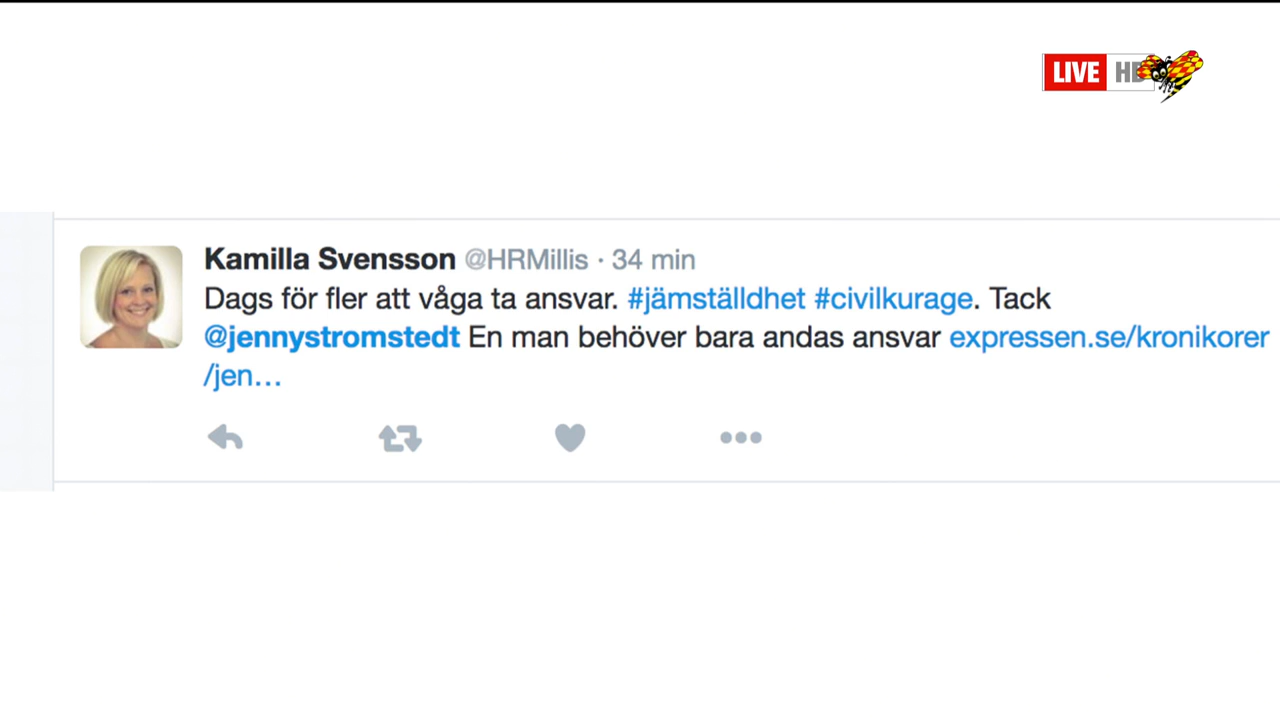 LIVE HD
Kamilla Svensson @HRMillis · 34 min
Dags för fler att våga ta ansvar. #jämställdhet #civilkurage. Tack
@jennystromstedt En man behöver bara andas ansvar expressen.se/kronikorer
/jen…